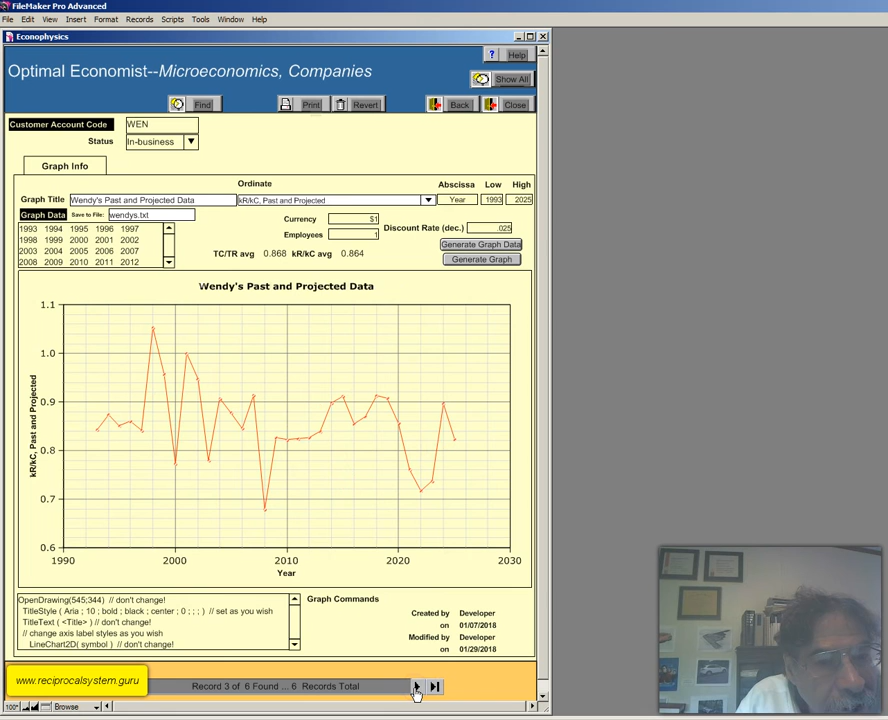 FileMaker Pro Advanced
File Edit View Insert Format Records Scripts Tools Window Help
Econophysics
? Help
Optimal Economist--Microeconomics, Companies
Show All
Find Print Revert Back Close
Customer Account Code WEN
Status In-business
Graph Info
Ordinate Abscissa Low High
Graph Title Wendy's Past and Projected Data kR/kC, Past and Projected Year 1993 2025
Graph Data Save to File: wendys.txt
Currency $1
Employees 1
Discount Rate (dec.) .025
1993 1994 1995 1996 1997
1998 1999 2000 2001 2002
2003 2004 2005 2006 2007
2008 2009 2010 2011 2012
TC/TR avg 0.868 kR/kC avg 0.864
Generate Graph Data
Generate Graph
Wendy's Past and Projected Data
1.1
1.0
0.9
0.8
0.7
0.6
kR/kC, Past and Projected
1990 2000 2010 2020 2030
Year
OpenDrawing(545;344) // don't change!
TitleStyle ( Aria ; 10 ; bold ; black ; center ; 0 ; ; ; ) // set as you wish
TitleText ( <Title> ) // don't change!
// change axis label styles as you wish
LineChart2D( symbol ) // don't change!
Graph Commands
Created by Developer
on 01/07/2018
Modified by Developer
on 01/29/2018
www.reciprocalsystem.guru
Record 3 of 6 Found ... 6 Records Total
100 Browse